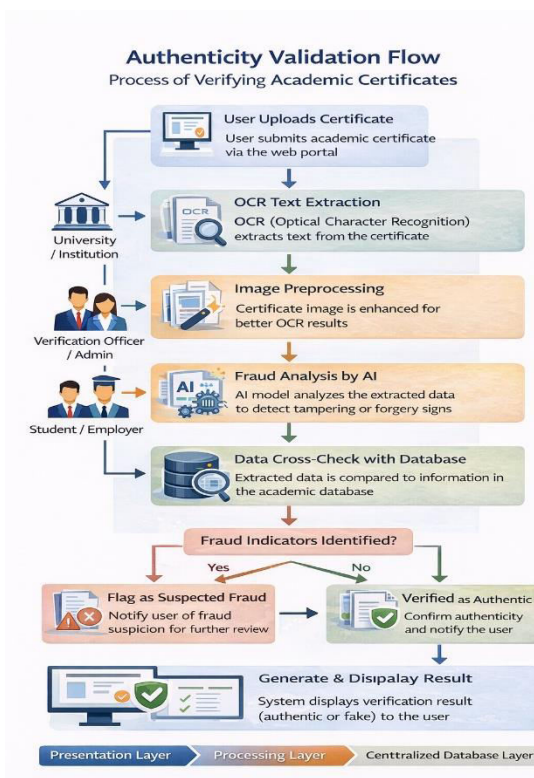 Authenticity Validation Flow
Process of Verifying Academic Certificates
User Uploads Certificate
User submits academic certificate
via the web portal
OCR Text Extraction
OCR
OCR (Optical Character Recognition)
extracts text from the certificate
University
/ Institution
Image Preprocessing
Certificate image is enhanced for
better OCR results
Verification Officer
/ Admin
Fraud Analysis by AI
AI
AI model analyzes the extracted data
to detect tampering or forgery signs
Student / Employer
Data Cross-Check with Database
Extracted data is compared to information in
the academic database
Fraud Indicators Identified?
Yes
No
Flag as Suspected Fraud
Notify user of fraud
suspicion for further review
Verified as Authentic
Confirm authenticity
and notify the user
Generate & Disipalay Result
System displays verification result
(authentic or fake) to the user
Presentation Layer
Processing Layer
Centtralized Database Layer